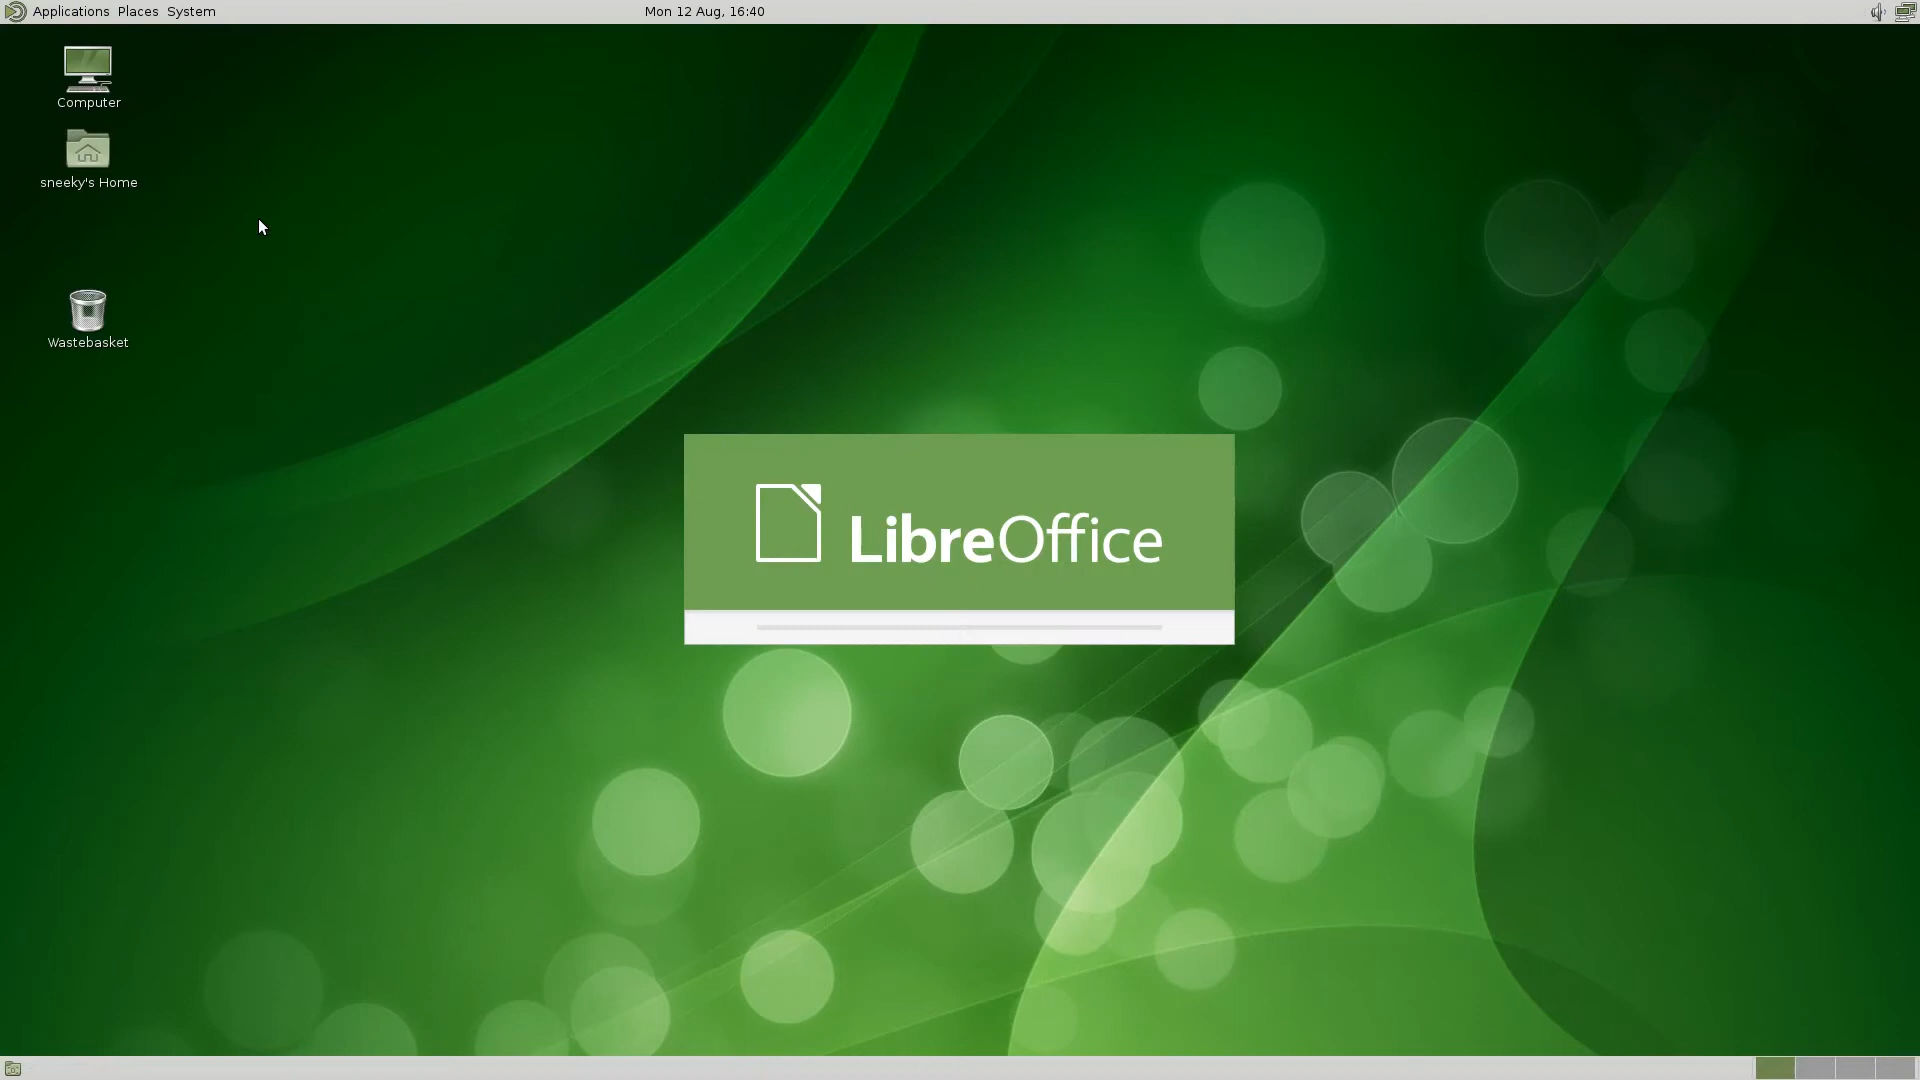 Applications Places System
Mon 12 Aug, 16:40
Computer
sneeky's Home
Wastebasket
LibreOffice